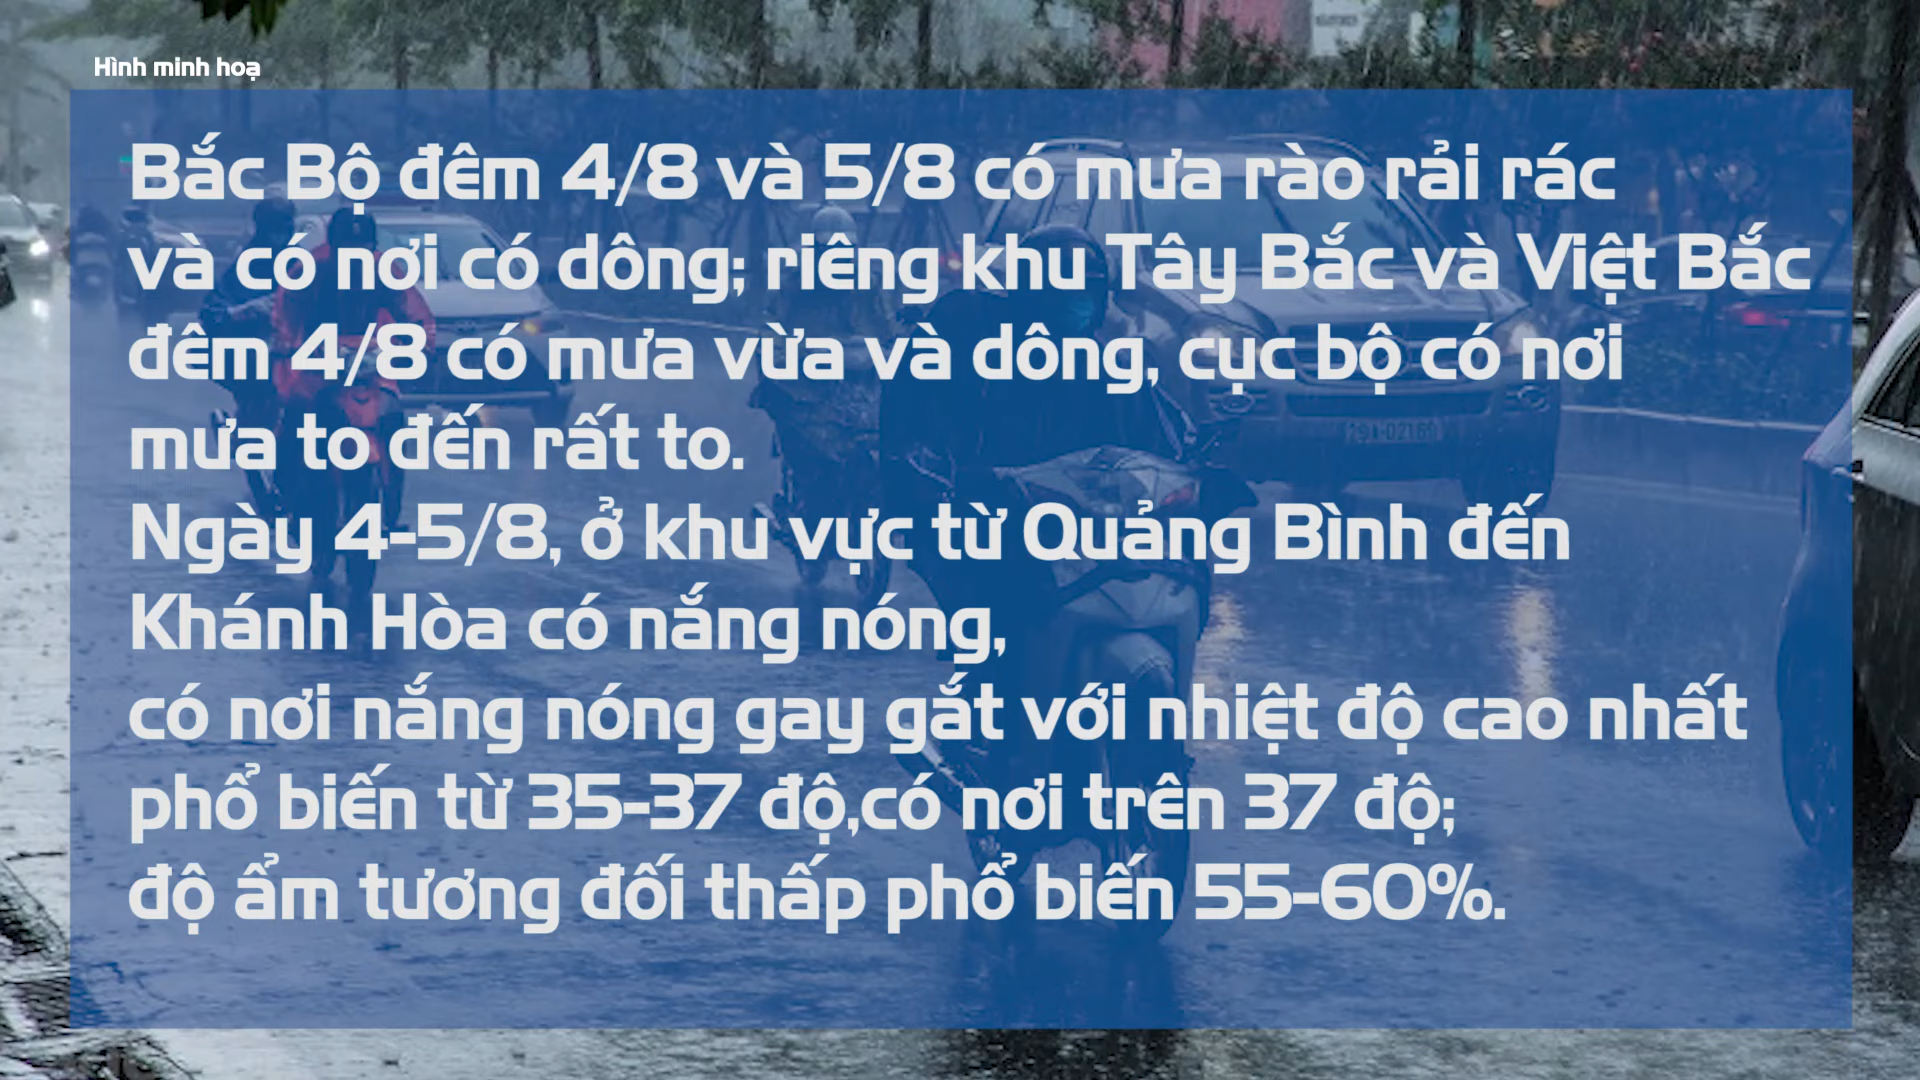 Hình minh hoạ
Bắc Bộ đêm 4/8 và 5/8 có mưa rào rải rác
và có nơi có dông; riêng khu Tây Bắc và Việt Bắc
đêm 4/8 có mưa vừa và dông, cục bộ có nơi
mưa to đến rất to.
Ngày 4-5/8, ở khu vực từ Quảng Bình đến
Khánh Hòa có nắng nóng,
có nơi nắng nóng gay gắt với nhiệt độ cao nhất
phổ biến từ 35-37 độ,có nơi trên 37 độ;
độ ẩm tương đối thấp phổ biến 55-60%.